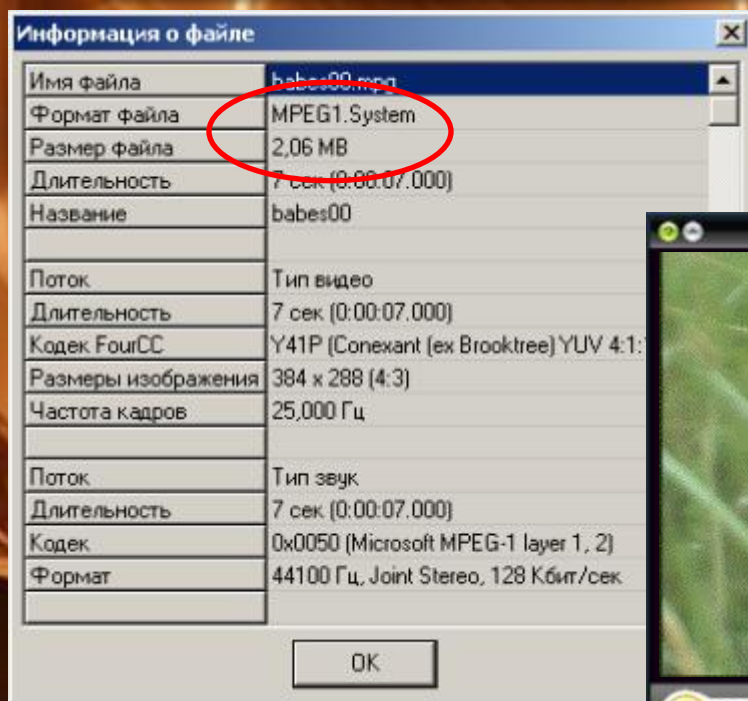 Информация о файле
Имя файла babes00.mpg
Формат файла MPEG1.System
Размер файла 2,06 MB
Длительность 7 сек (0:00:07.000)
Название babes00
Поток Тип видео
Длительность 7 сек (0:00:07.000)
Кодек FourCC Y41P (Conexant (ex Brooktree) YUV 4:1:
Размеры изображения 384 x 288 (4:3)
Частота кадров 25,000 Гц
Поток Тип звук
Длительность 7 сек (0:00:07.000)
Кодек 0x0050 (Microsoft MPEG-1 layer 1, 2)
Формат 44100 Гц, Joint Stereo, 128 Кбит/сек
OK